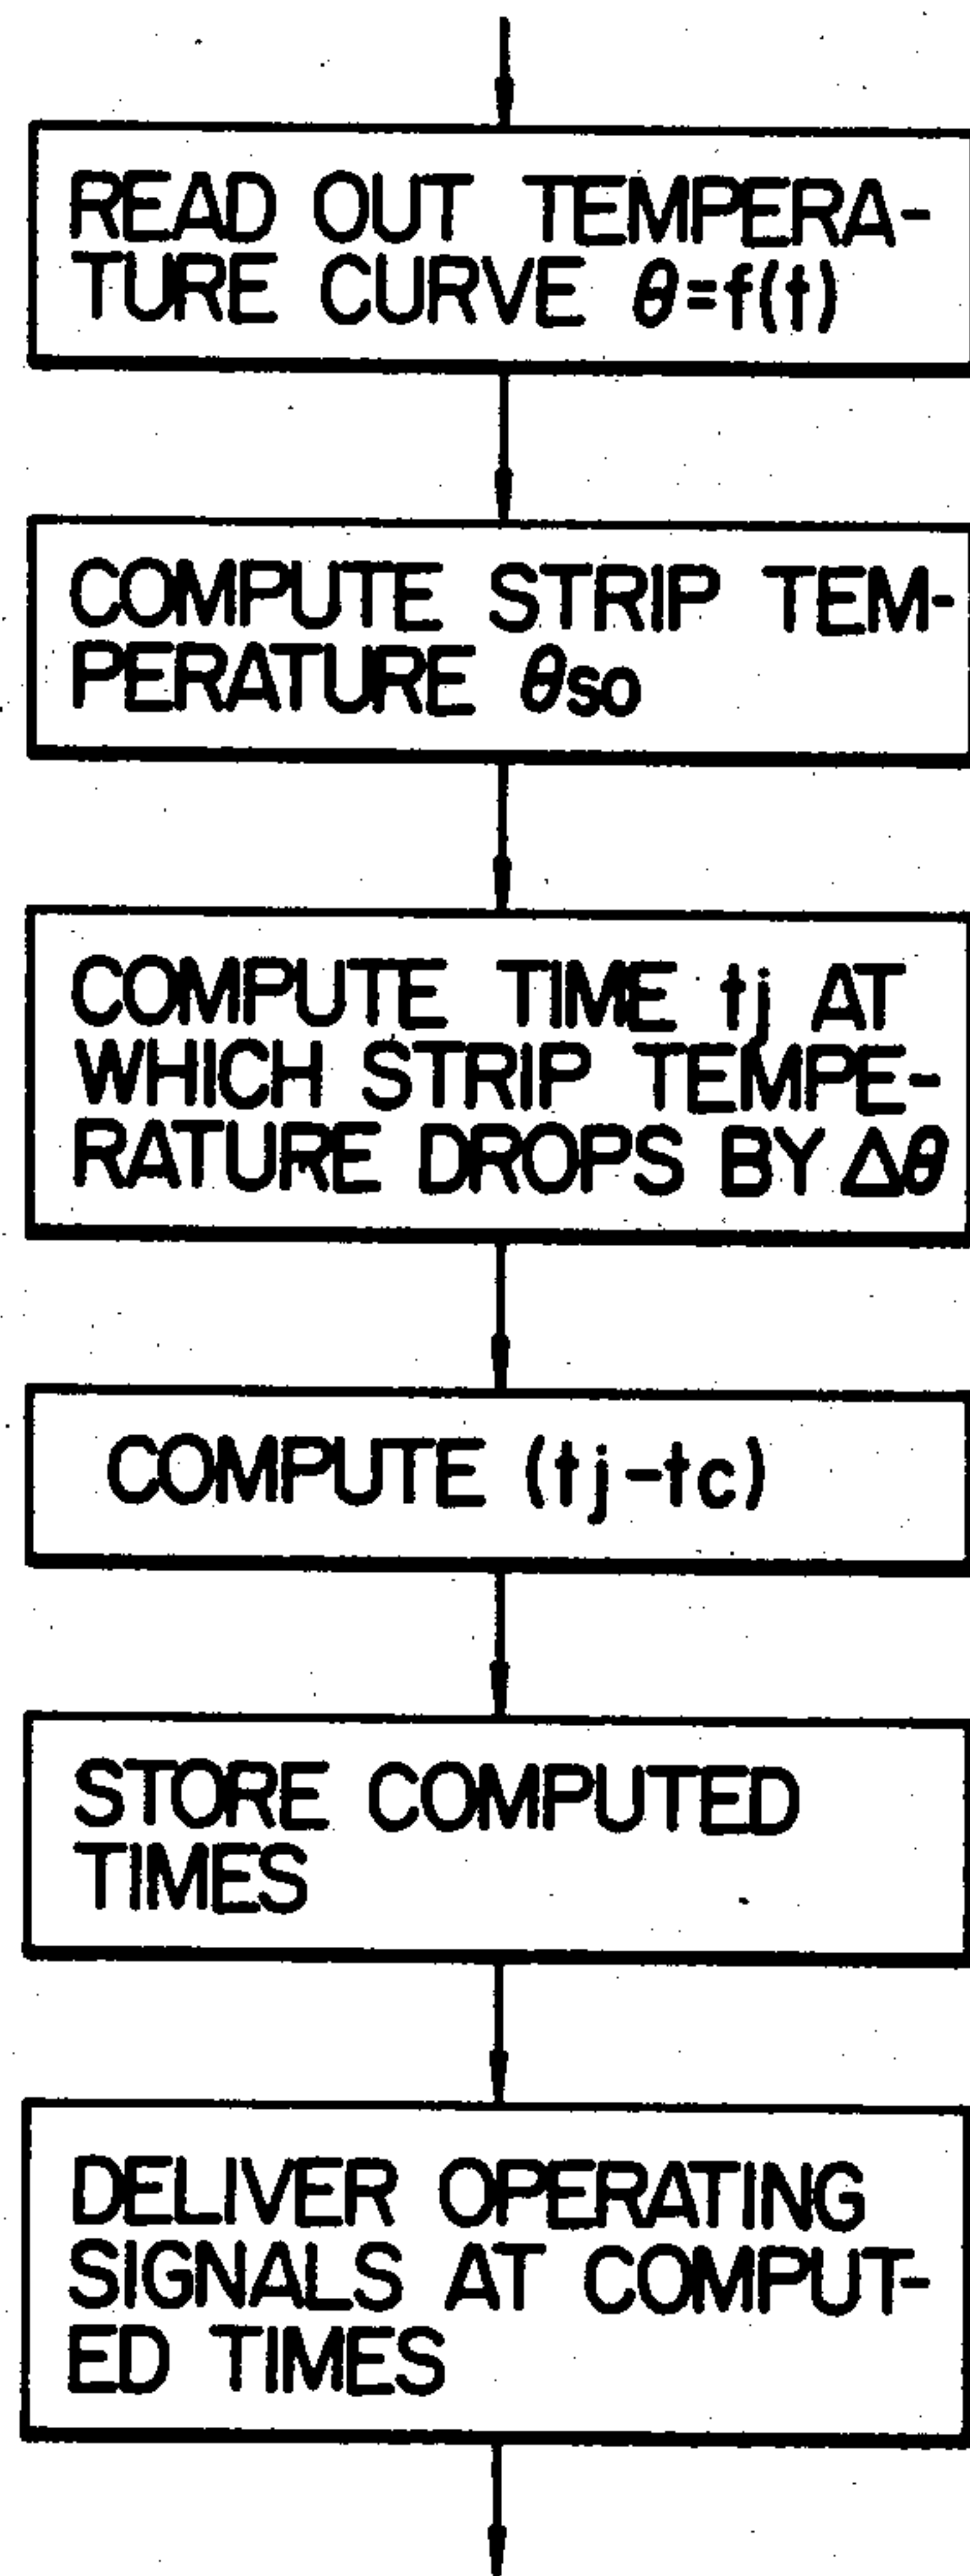 READ OUT TEMPERA-
TURE CURVE θ=f(t)
COMPUTE STRIP TEM-
PERATURE θso
COMPUTE TIME tj AT
WHICH STRIP TEMPE-
RATURE DROPS BY Δθ
COMPUTE (tj-tc)
STORE COMPUTED
TIMES
DELIVER OPERATING
SIGNALS AT COMPUT-
ED TIMES